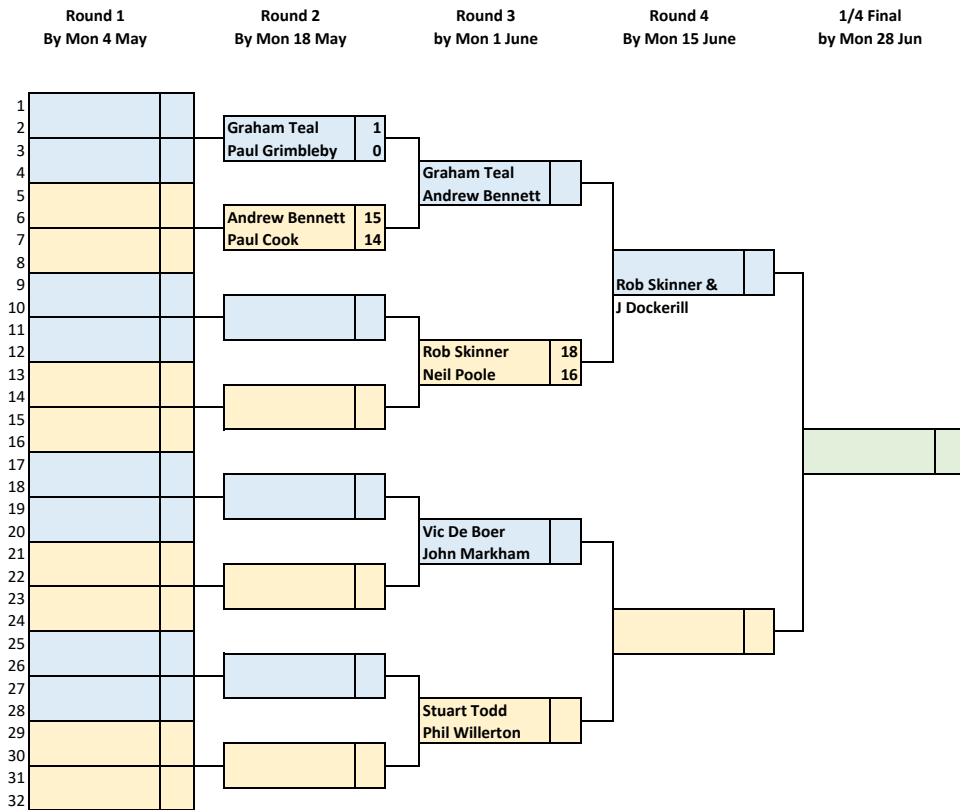 Round 1
By Mon 4 May
Round 2
By Mon 18 May
Round 3
by Mon 1 June
Round 4
By Mon 15 June
1/4 Final
by Mon 28 Jun
1
2
3
4
5
6
7
8
9
10
11
12
13
14
15
16
17
18
19
20
21
22
23
24
25
26
27
28
29
30
31
32
Graham Teal 1
Paul Grimbleby 0
Andrew Bennett 15
Paul Cook 14
Graham Teal
Andrew Bennett
Rob Skinner 18
Neil Poole 16
Vic De Boer
John Markham
Stuart Todd
Phil Willerton
Rob Skinner &
J Dockerill